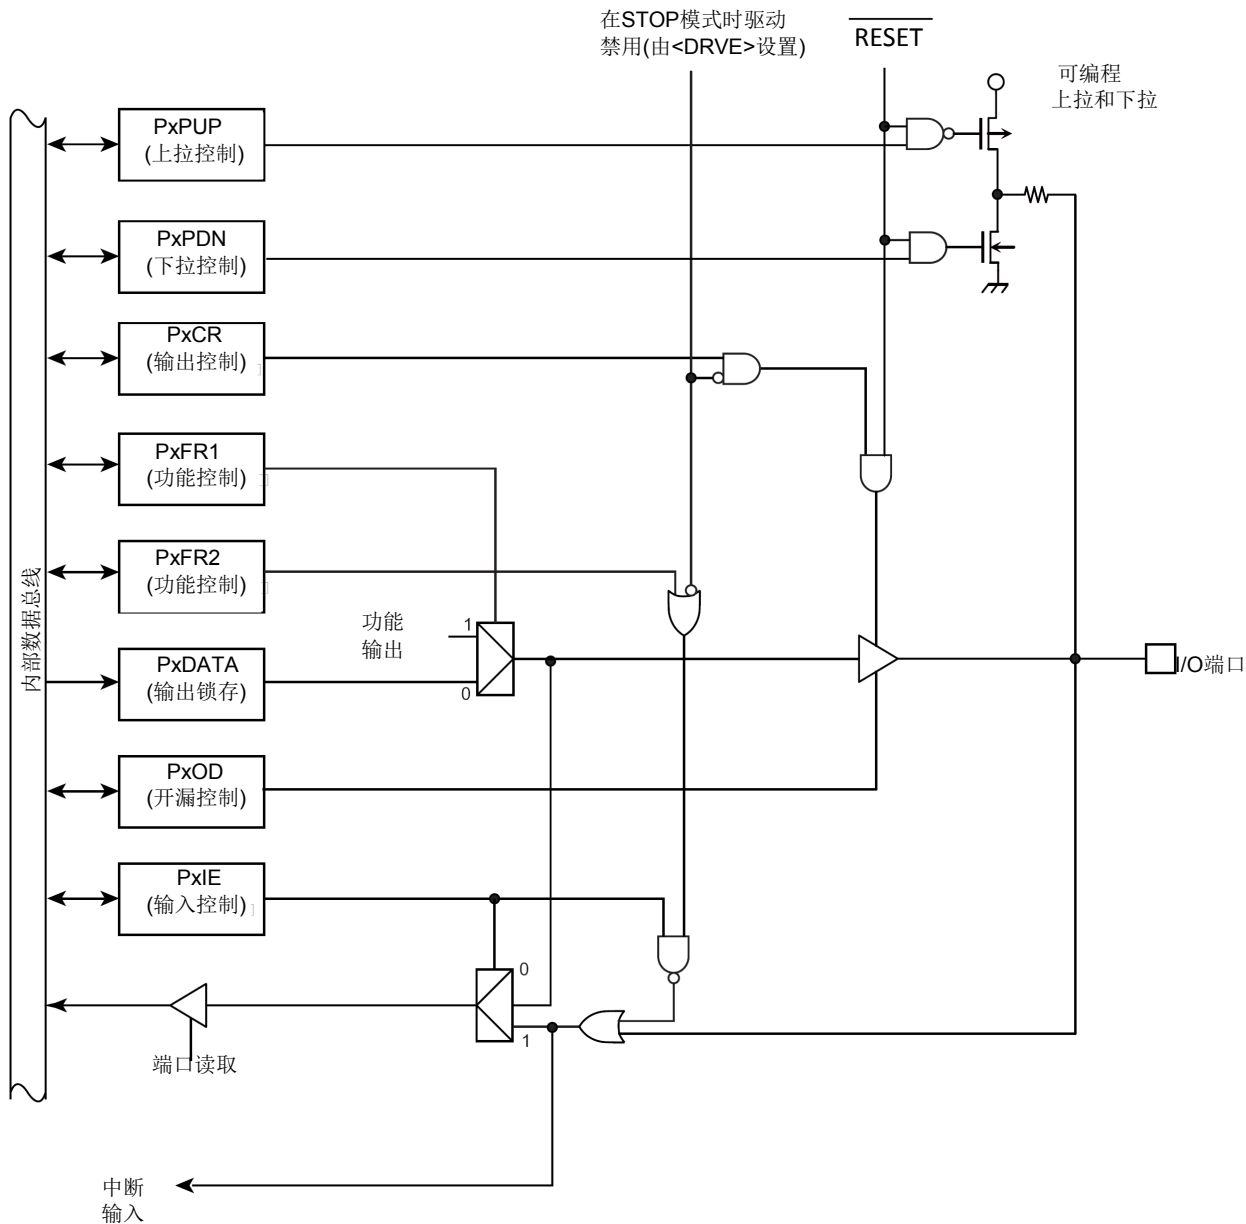 在STOP模式时驱动
禁用(由<DRVE>设置)
RESET
可编程
上拉和下拉
PxPUP
(上拉控制)
PxPDN
(下拉控制)
PxCR
(输出控制)
PxFR1
(功能控制)
PxFR2
(功能控制)
内部数据总线
功能
输出
1
0
PxDATA
(输出锁存)
I/O端口
PxOD
(开漏控制)
PxIE
(输入控制)
0
1
端口读取
中断
输入